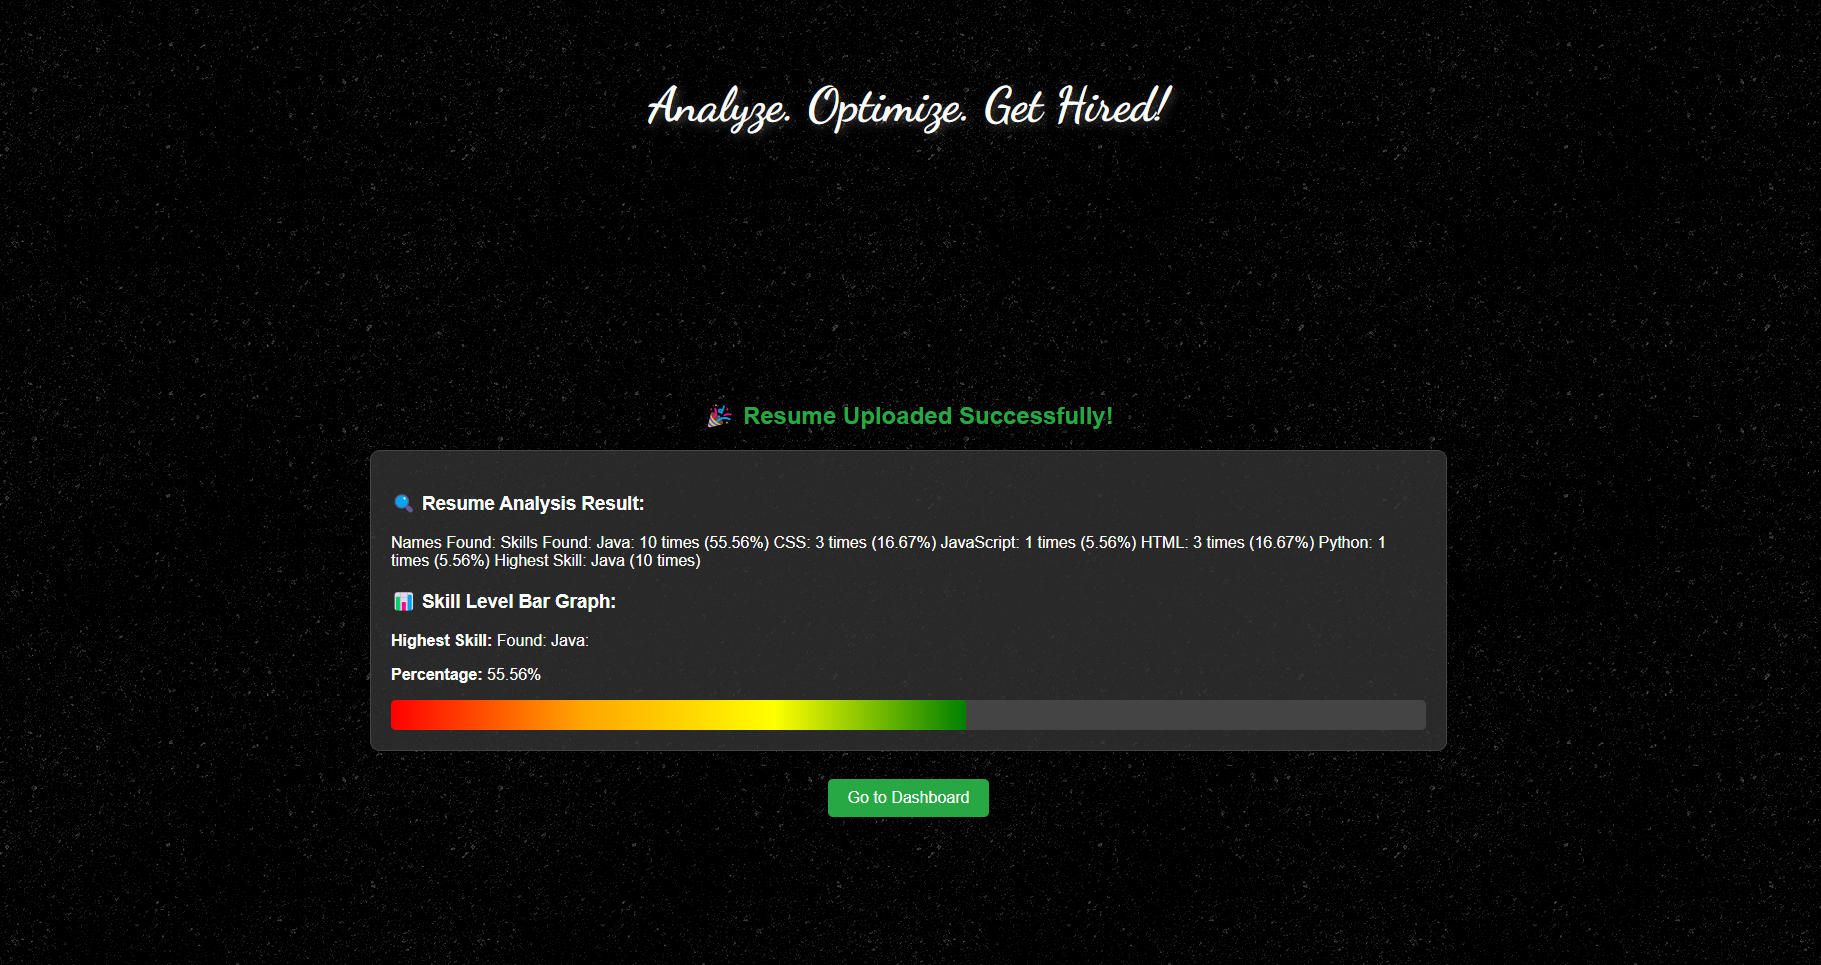 Analyze. Optimize. Get Hired!
Resume Uploaded Successfully!
Resume Analysis Result:
Names Found: Skills Found: Java: 10 times (55.56%) CSS: 3 times (16.67%) JavaScript: 1 times (5.56%) HTML: 3 times (16.67%) Python: 1
times (5.56%) Highest Skill: Java (10 times)
Skill Level Bar Graph:
Highest Skill: Found: Java:
Percentage: 55.56%
Go to Dashboard